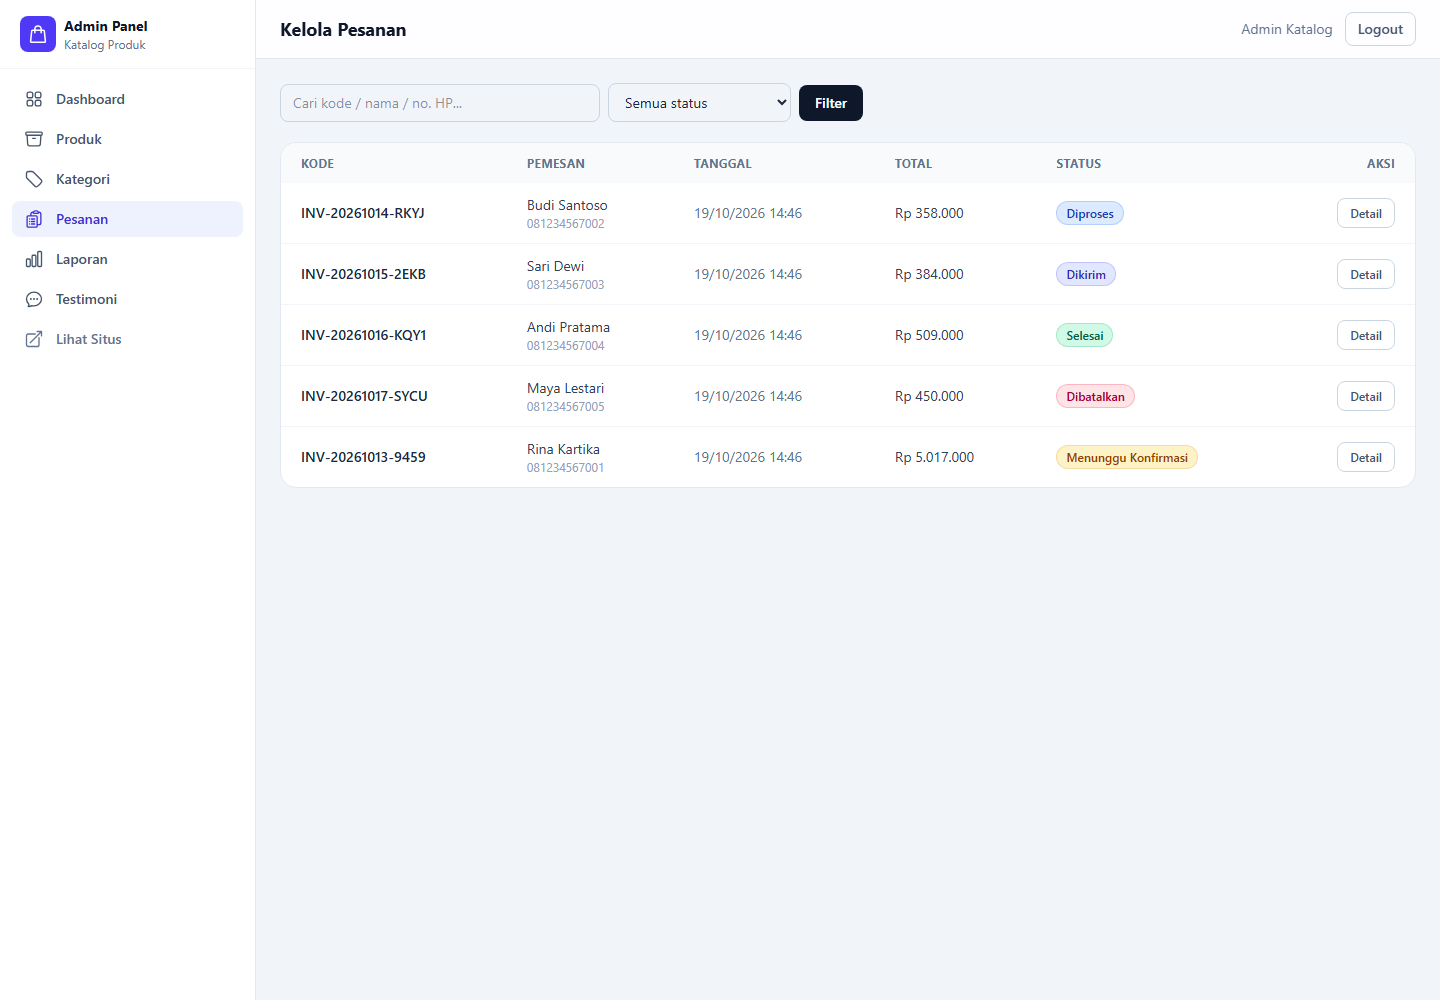 Admin Panel
Katalog Produk
Dashboard
Produk
Kategori
Pesanan
Laporan
Testimoni
Lihat Situs
Kelola Pesanan
Admin Katalog
Logout
Cari kode / nama / no. HP...
Semua status
Filter
KODE PEMESAN TANGGAL TOTAL STATUS AKSI
INV-20261014-RKYJ Budi Santoso 19/10/2026 14:46 Rp 358.000 Diproses Detail
081234567002
INV-20261015-2EKB Sari Dewi 19/10/2026 14:46 Rp 384.000 Dikirim Detail
081234567003
INV-20261016-KQY1 Andi Pratama 19/10/2026 14:46 Rp 509.000 Selesai Detail
081234567004
INV-20261017-SYCU Maya Lestari 19/10/2026 14:46 Rp 450.000 Dibatalkan Detail
081234567005
INV-20261013-9459 Rina Kartika 19/10/2026 14:46 Rp 5.017.000 Menunggu Konfirmasi Detail
081234567001